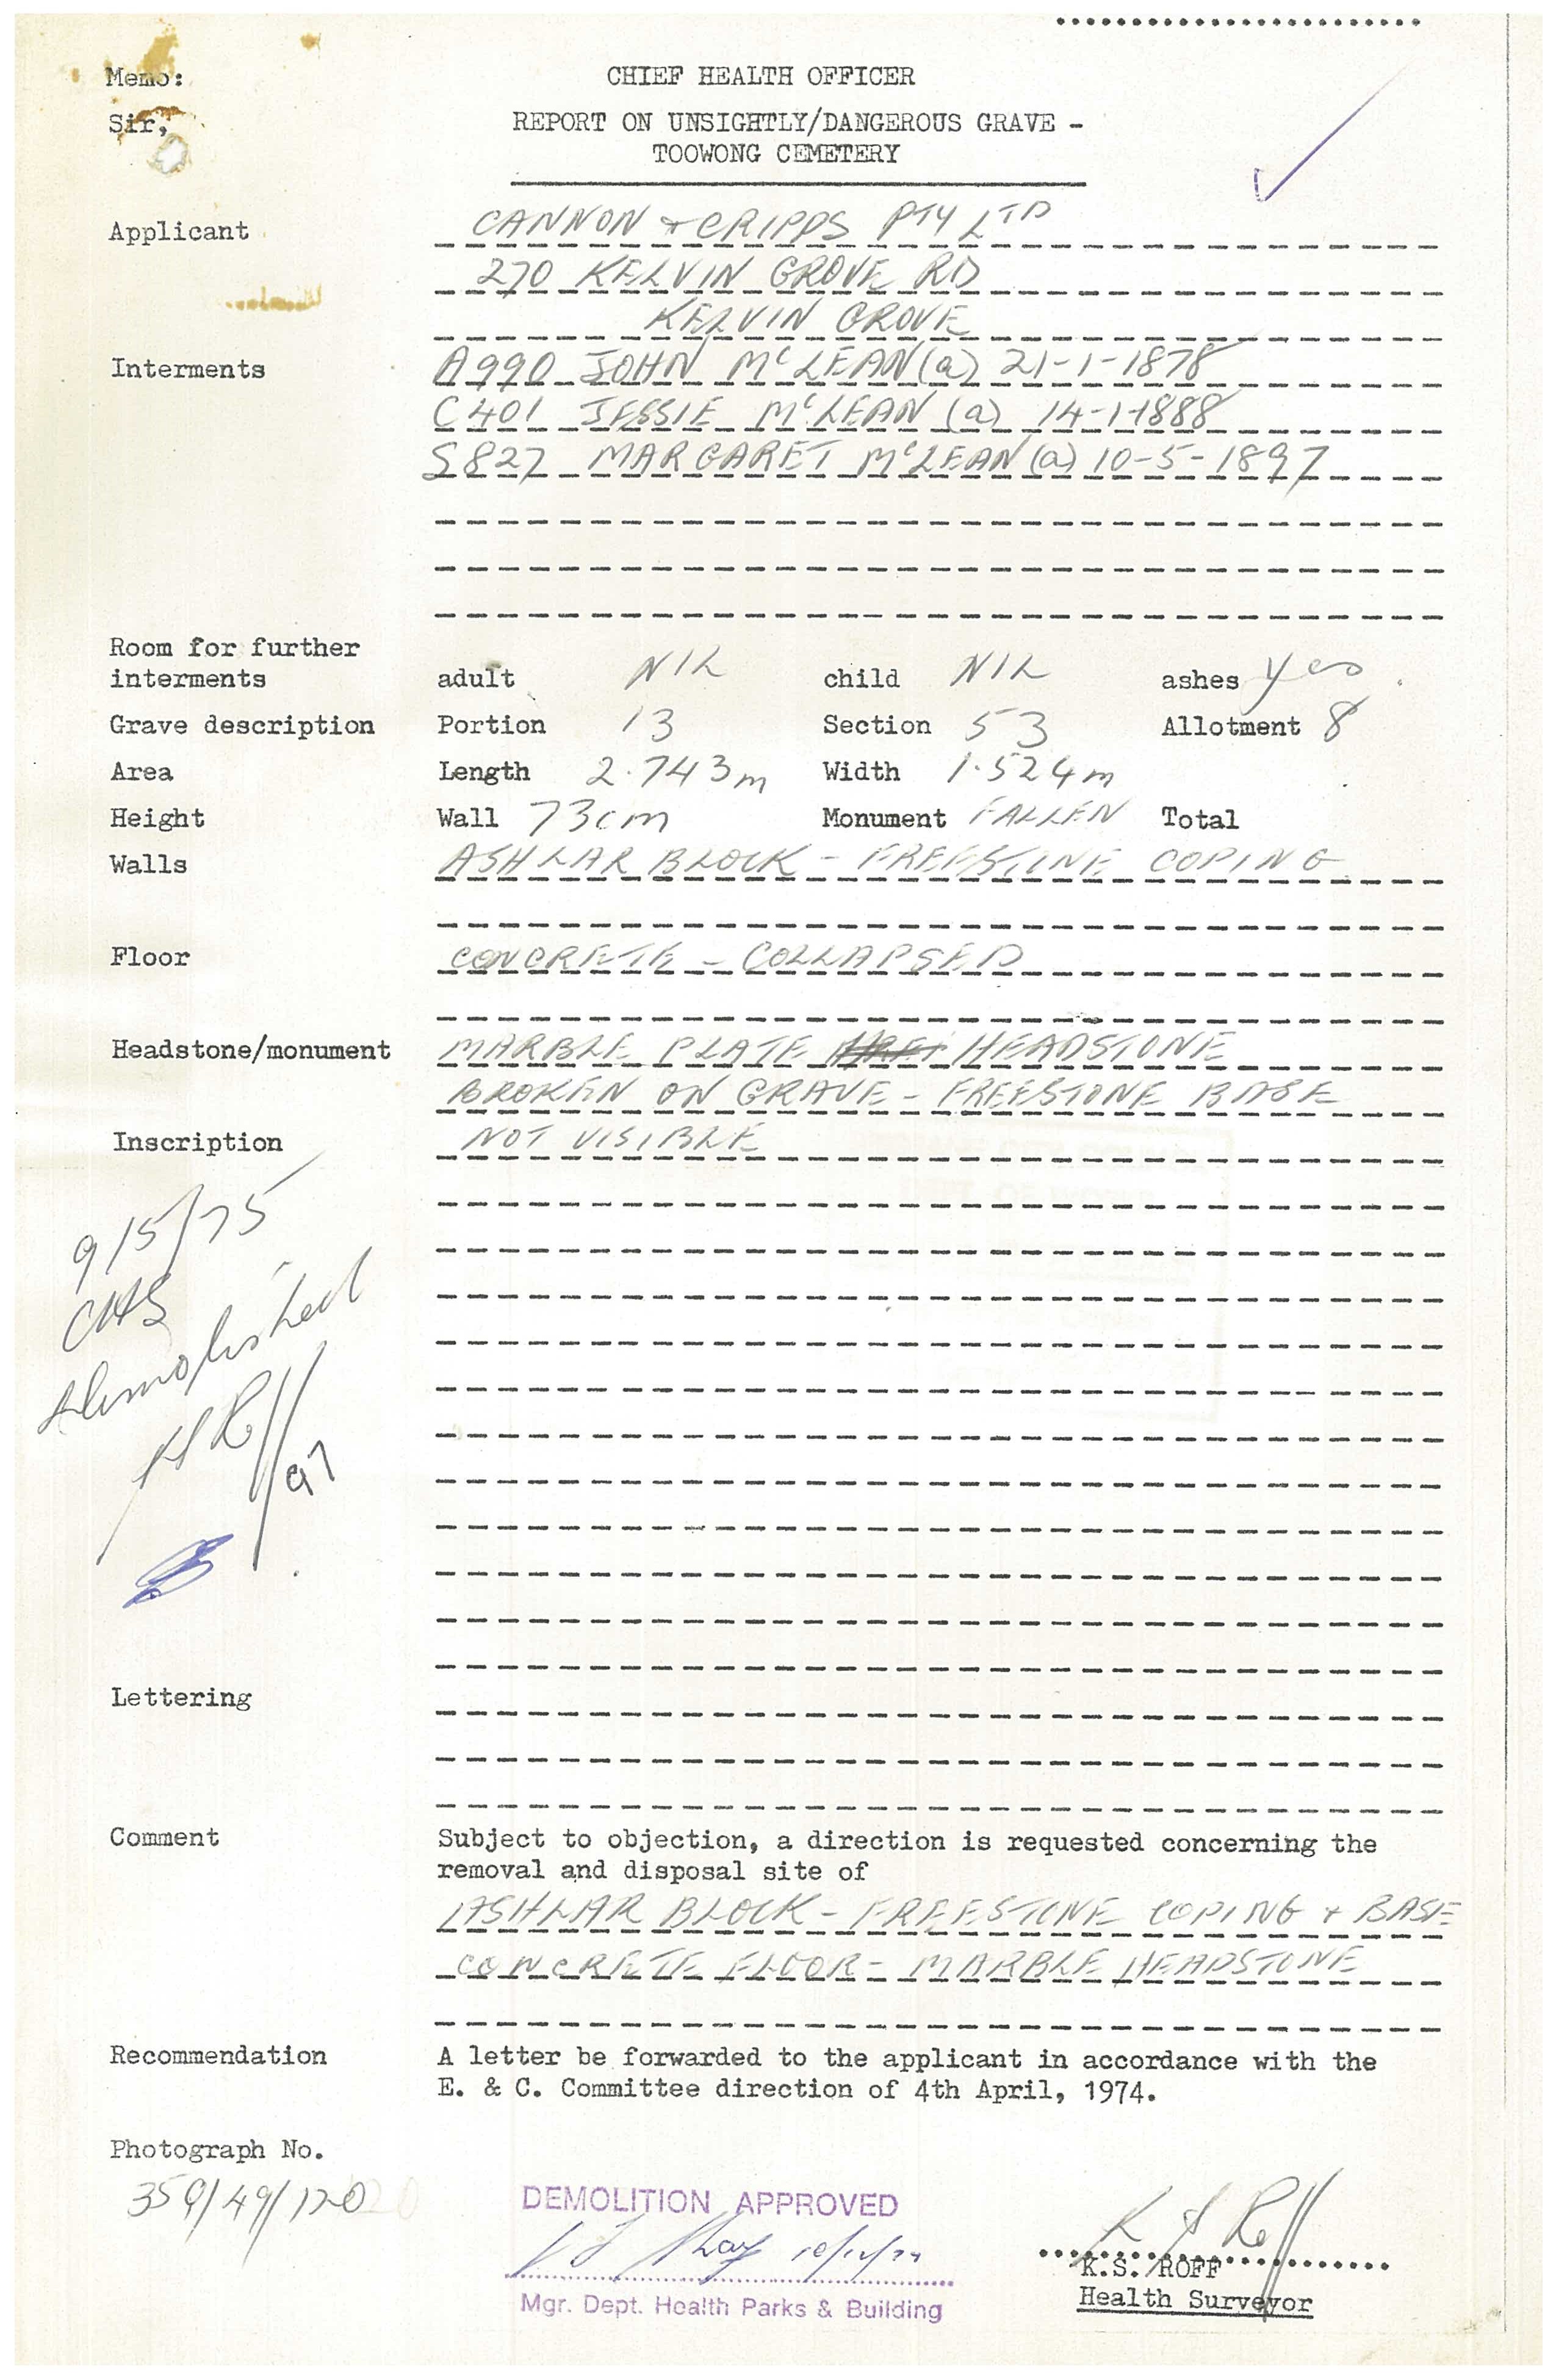 Memo:
CHIEF HEALTH OFFICER
Sir,
REPORT ON UNSIGHTLY/DANGEROUS GRAVE -
TOOWONG CEMETERY
Applicant CANNON & CRIPPS PTY LTD
270 KELVIN GROVE RD
KELVIN GROVE
Interments A990 JOHN McLEAN (a) 21-1-1878
C401 JESSIE McLEAN (a) 14-1-1888
S827 MARGARET McLEAN (a) 10-5-1897
Room for further
interments adult NIL child NIL ashes yes
Grave description Portion 13 Section 53 Allotment 8
Area Length 2.743m Width 1.524m
Height Wall 73cm Monument FALLEN Total
Walls ASHLAR BLOCK - FREESTONE COPING
Floor CONCRETE - COLLAPSED
Headstone/monument MARBLE PLATE HEADSTONE
BROKEN ON GRAVE - FREESTONE BASE
Inscription NOT VISIBLE
9/5/75
CHS
Demolished
Lettering
Comment Subject to objection, a direction is requested concerning the
removal and disposal site of
ASHLAR BLOCK - FREESTONE COPING + BASE
CONCRETE FLOOR - MARBLE HEADSTONE
Recommendation A letter be forwarded to the applicant in accordance with the
E. & C. Committee direction of 4th April, 1974.
Photograph No.
359/49/120
DEMOLITION APPROVED
Mgr. Dept. Health Parks & Building
K S Roff
K.S. ROFF
Health Surveyor